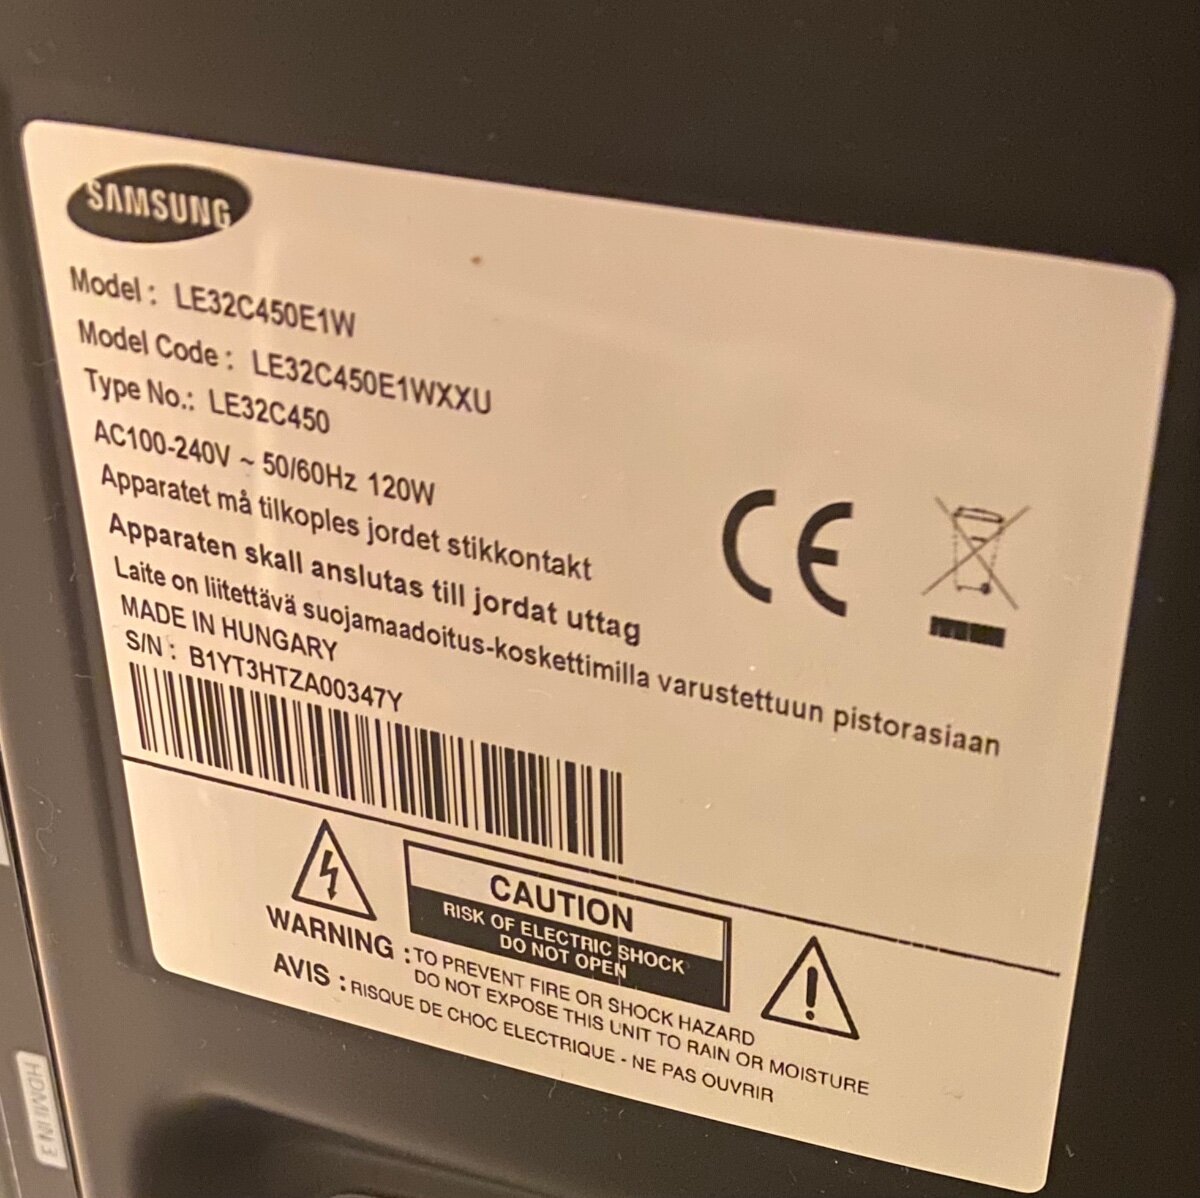 SAMSUNG
Model : LE32C450E1W
Model Code : LE32C450E1WXXU
Type No.: LE32C450
AC100-240V ~ 50/60Hz 120W
Apparatet må tilkoples jordet stikkontakt
Apparaten skall anslutas till jordat uttag
Laite on liitettävä suojamaadoitus-koskettimilla varustettuun pistorasiaan
MADE IN HUNGARY
S/N : B1YT3HTZA00347Y
CE
CAUTION
RISK OF ELECTRIC SHOCK
DO NOT OPEN
WARNING : TO PREVENT FIRE OR SHOCK HAZARD
DO NOT EXPOSE THIS UNIT TO RAIN OR MOISTURE
AVIS : RISQUE DE CHOC ELECTRIQUE - NE PAS OUVRIR
HDMI IN 3